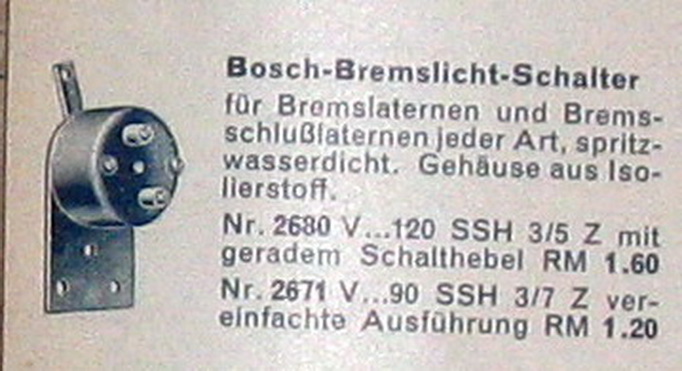 Bosch-Bremslicht-Schalter
für Bremslaternen und Brems-
schlußlaternen jeder Art, spritz-
wasserdicht. Gehäuse aus Iso-
lierstoff.
Nr. 2680 V...120 SSH 3/5 Z mit
geradem Schalthebel RM 1.60
Nr. 2671 V...90 SSH 3/7 Z ver-
einfachte Ausführung RM 1.20